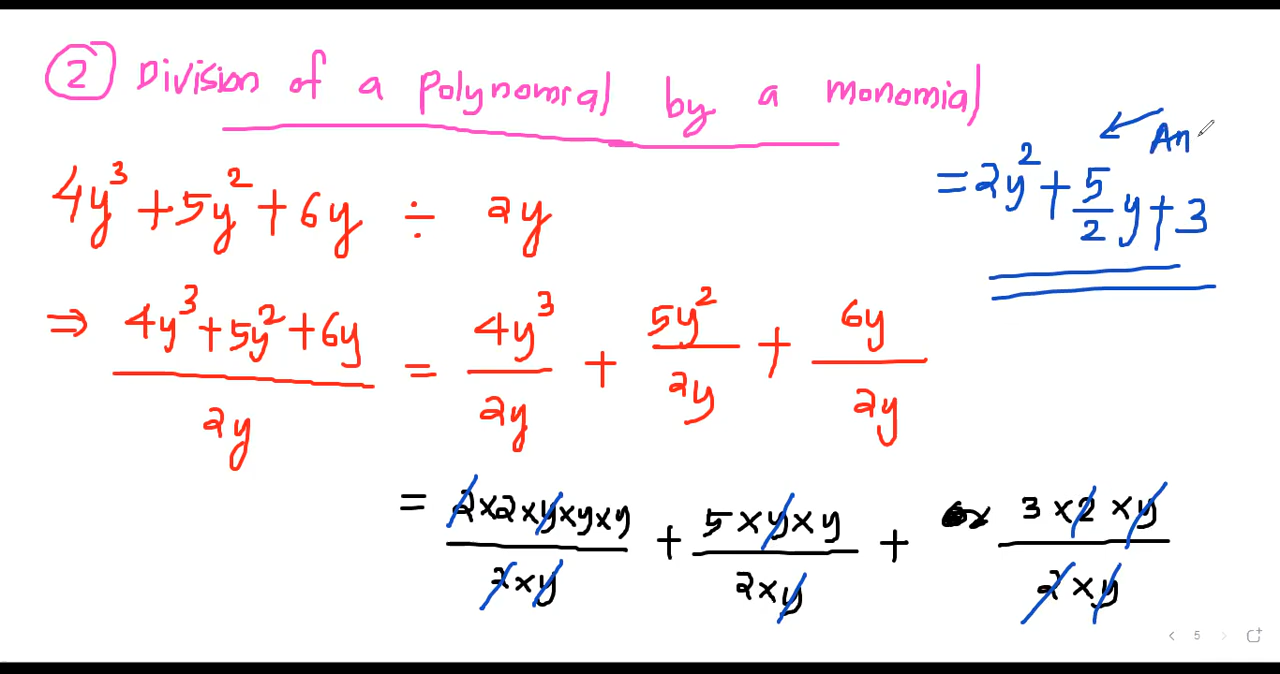 ② Division of a Polynomial by a monomial
4y³ + 5y² + 6y ÷ 2y
⇒ (4y³ + 5y² + 6y)/(2y) = 4y³/2y + 5y²/2y + 6y/2y
= (2×2×y×y×y)/(2×y) + (5×y×y)/(2×y) + (3×2×y)/(2×y)
= 2y² + 5/2 y + 3
An
5